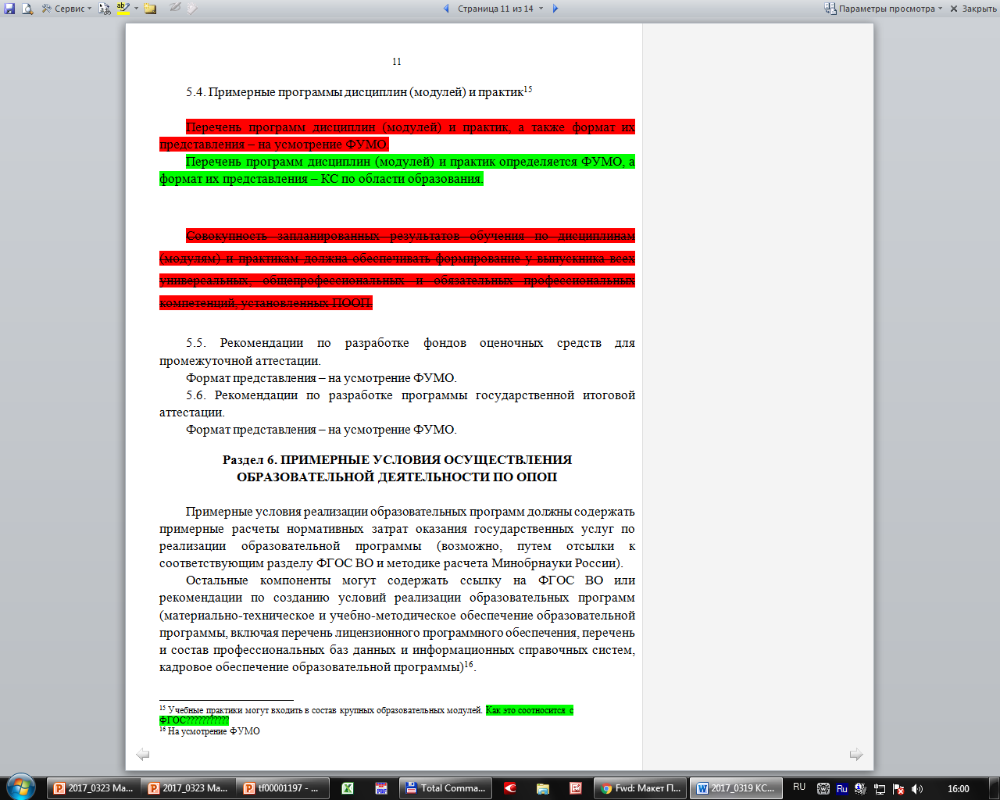 Сервис
Страница 11 из 14
Параметры просмотра
Закрыть
11
5.4. Примерные программы дисциплин (модулей) и практик15
Перечень программ дисциплин (модулей) и практик, а также формат их
представления – на усмотрение ФУМО.
Перечень программ дисциплин (модулей) и практик определяется ФУМО, а
формат их представления – КС по области образования.
Совокупность запланированных результатов обучения по дисциплинам
(модулям) и практикам должна обеспечивать формирование у выпускника всех
универсальных, общепрофессиональных и обязательных профессиональных
компетенций, установленных ПООП.
5.5. Рекомендации по разработке фондов оценочных средств для
промежуточной аттестации.
Формат представления – на усмотрение ФУМО.
5.6. Рекомендации по разработке программы государственной итоговой
аттестации.
Формат представления – на усмотрение ФУМО.
Раздел 6. ПРИМЕРНЫЕ УСЛОВИЯ ОСУЩЕСТВЛЕНИЯ
ОБРАЗОВАТЕЛЬНОЙ ДЕЯТЕЛЬНОСТИ ПО ОПОП
Примерные условия реализации образовательных программ должны содержать
примерные расчеты нормативных затрат оказания государственных услуг по
реализации образовательной программы (возможно, путем отсылки к
соответствующим разделу ФГОС ВО и методике расчета Минобрнауки России).
Остальные компоненты могут содержать ссылку на ФГОС ВО или
рекомендации по созданию условий реализации образовательных программ
(материально-техническое и учебно-методическое обеспечение образовательной
программы, включая перечень лицензионного программного обеспечения, перечень
и состав профессиональных баз данных и информационных справочных систем,
кадровое обеспечение образовательной программы)16.
15 Учебные практики могут входить в состав крупных образовательных модулей. Как это соотносится с
ФГОС???????????
16 На усмотрение ФУМО
2017_0323 Ма...
2017_0323 Ма...
tf00001197 - ...
Total Comma...
Fwd: Макет П...
2017_0319 КС...
RU
Ru
16:00